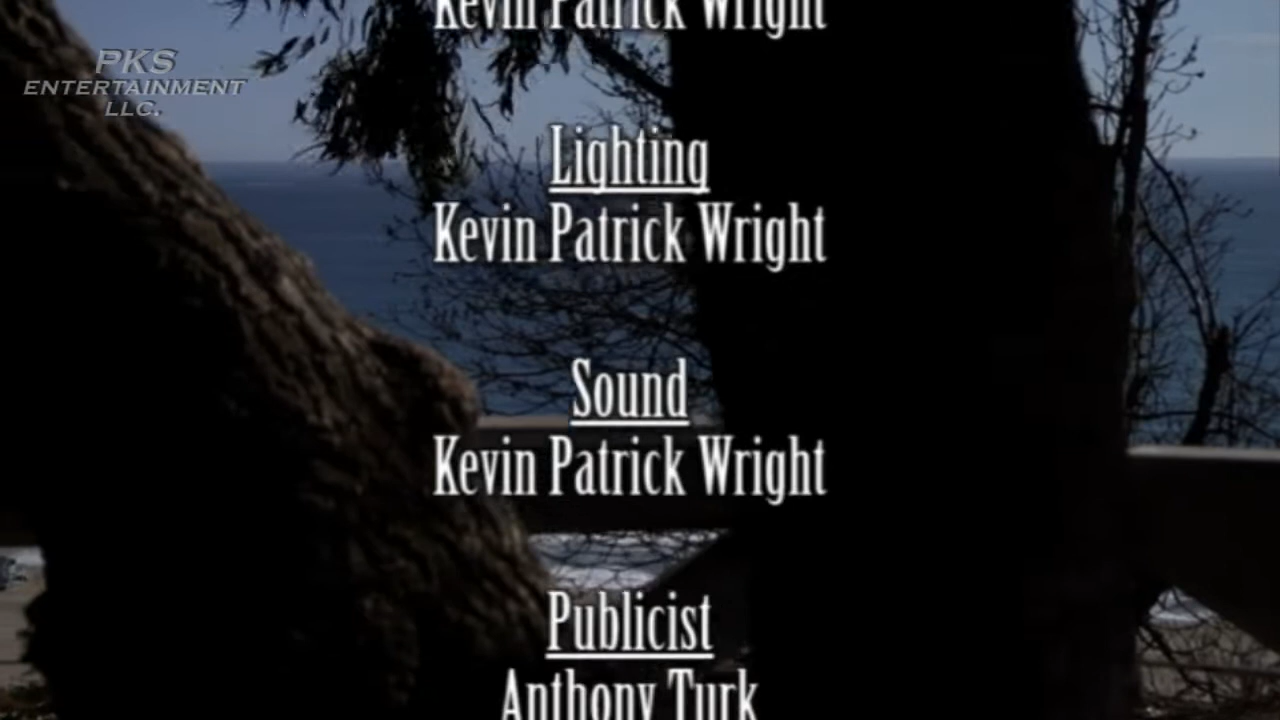 Kevin Patrick Wright
PKS
ENTERTAINMENT
LLC.
Lighting
Kevin Patrick Wright
Sound
Kevin Patrick Wright
Publicist
Anthony Turk